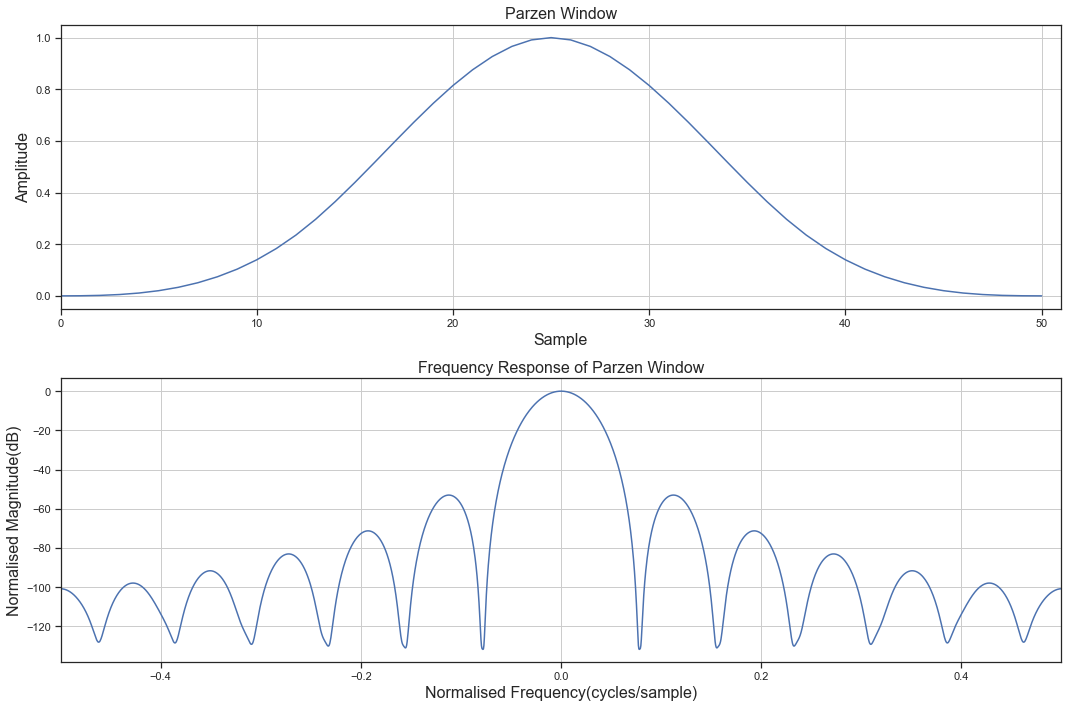 Parzen Window
1.0
0.8
0.6
0.4
0.2
0.0
Amplitude
0 10 20 30 40 50
Sample
Frequency Response of Parzen Window
0
−20
−40
−60
−80
−100
−120
Normalised Magnitude(dB)
−0.4 −0.2 0.0 0.2 0.4
Normalised Frequency(cycles/sample)